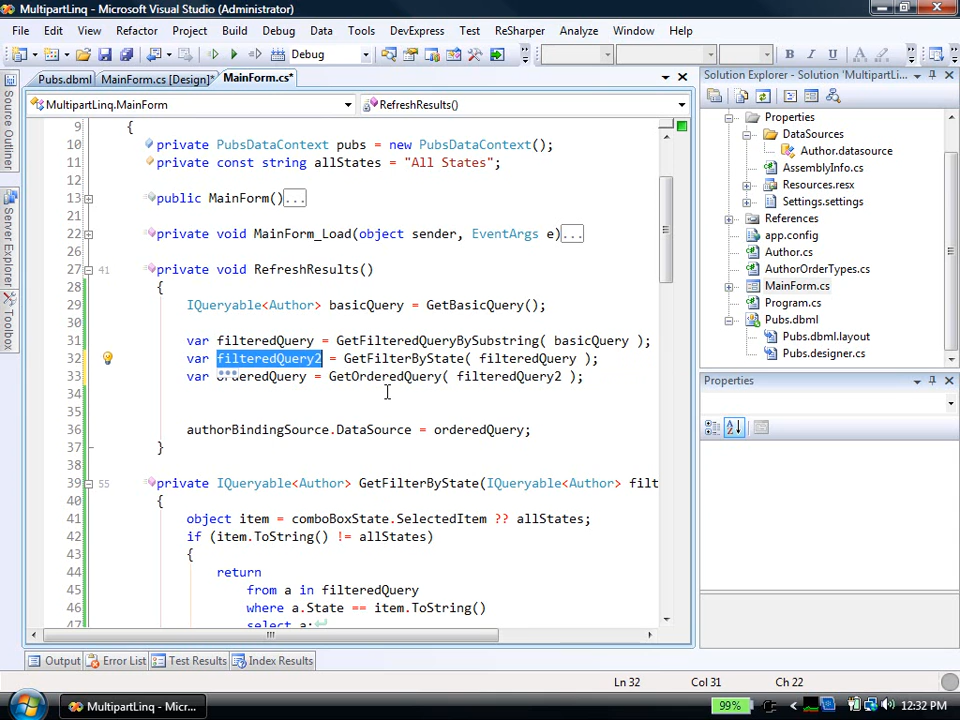 MultipartLinq - Microsoft Visual Studio (Administrator)
File Edit View Refactor Project Build Debug Data Tools DevExpress Test ReSharper Analyze Window Help
Debug
Pubs.dbml MainForm.cs [Design]* MainForm.cs*
MultipartLinq.MainForm RefreshResults()
Source Outliner
Server Explorer
Toolbox
9 {
10 private PubsDataContext pubs = new PubsDataContext();
11 private const string allStates = "All States";
12
13 public MainForm()...
21
22 private void MainForm_Load(object sender, EventArgs e)...
26
27 41 private void RefreshResults()
28 {
29 IQueryable<Author> basicQuery = GetBasicQuery();
30
31 var filteredQuery = GetFilteredQueryBySubstring( basicQuery );
32 var filteredQuery2 = GetFilterByState( filteredQuery );
33 var orderedQuery = GetOrderedQuery( filteredQuery2 );
34
35
36 authorBindingSource.DataSource = orderedQuery;
37 }
38
39 55 private IQueryable<Author> GetFilterByState(IQueryable<Author> filt
40 {
41 object item = comboBoxState.SelectedItem ?? allStates;
42 if (item.ToString() != allStates)
43 {
44 return
45 from a in filteredQuery
46 where a.State == item.ToString()
47 select a;
Solution Explorer - Solution 'MultipartLi...
Properties
DataSources
Author.datasource
AssemblyInfo.cs
Resources.resx
Settings.settings
References
app.config
Author.cs
AuthorOrderTypes.cs
MainForm.cs
Program.cs
Pubs.dbml
Pubs.dbml.layout
Pubs.designer.cs
Properties
Output Error List Test Results Index Results
Ln 32 Col 31 Ch 22
MultipartLinq - Micr... 99% 12:32 PM